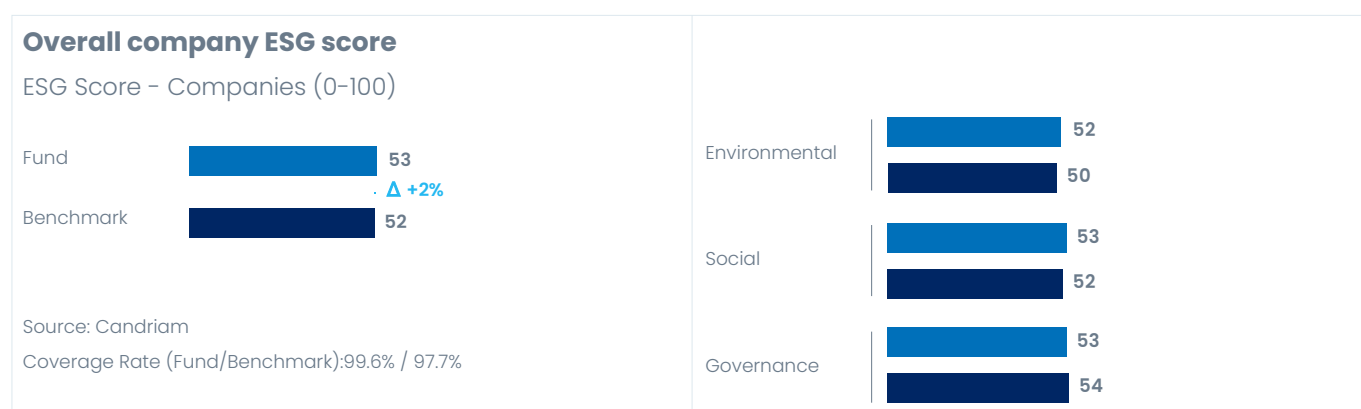 Overall company ESG score
ESG Score - Companies (0-100)
Fund
53
Δ +2%
Benchmark
52
Source: Candriam
Coverage Rate (Fund/Benchmark):99.6% / 97.7%
Environmental
52
50
Social
53
52
Governance
53
54